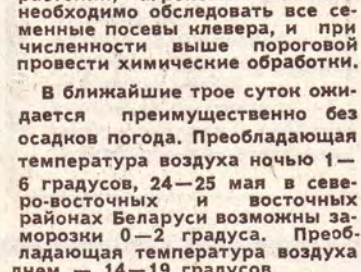 необходимо обследовать все се-
менные посевы клевера, и при
численности выше пороговой
провести химические обработки.
В ближайшие трое суток ожи-
дается преимущественно без
осадков погода. Преобладающая
температура воздуха ночью 1—
6 градусов, 24—25 мая в севе-
ро-восточных и восточных
районах Беларуси возможны за-
морозки 0—2 градуса. Преоб-
ладающая температура воздуха
днем — 14—19 градусов.